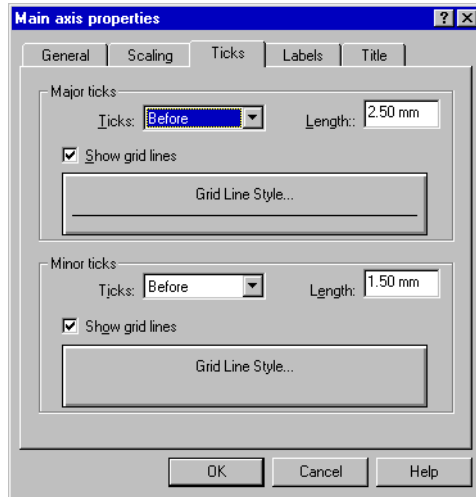 Main axis properties
General Scaling Ticks Labels Title
Major ticks
Ticks: Before Length:: 2.50 mm
Show grid lines
Grid Line Style...
Minor ticks
Ticks: Before Length: 1.50 mm
Show grid lines
Grid Line Style...
OK Cancel Help